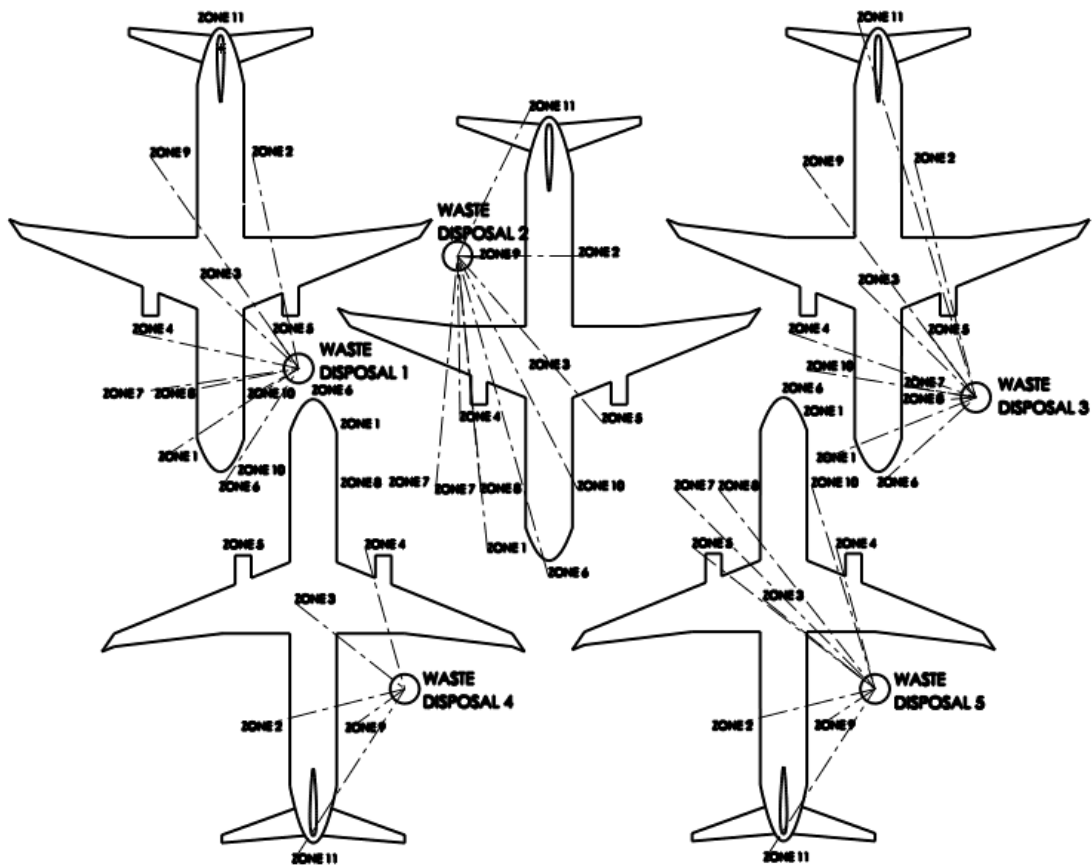 ZONE 11
ZONE 9
ZONE 2
ZONE 3
ZONE 4
ZONE 5
WASTE
DISPOSAL 1
ZONE 7
ZONE 8
ZONE 10
ZONE 1
ZONE 10
ZONE 6
ZONE 11
WASTE
DISPOSAL 2
ZONE 9
ZONE 2
ZONE 3
ZONE 4
ZONE 5
ZONE 7
ZONE 7
ZONE 8
ZONE 10
ZONE 1
ZONE 6
ZONE 11
ZONE 9
ZONE 2
ZONE 3
ZONE 4
ZONE 5
ZONE 10
ZONE 7
ZONE 8
WASTE
DISPOSAL 3
ZONE 1
ZONE 6
ZONE 6
ZONE 1
ZONE 8
ZONE 5
ZONE 4
ZONE 3
WASTE
DISPOSAL 4
ZONE 2
ZONE 9
ZONE 11
ZONE 6
ZONE 1
ZONE 7
ZONE 8
ZONE 10
ZONE 5
ZONE 4
ZONE 3
WASTE
DISPOSAL 5
ZONE 2
ZONE 9
ZONE 11